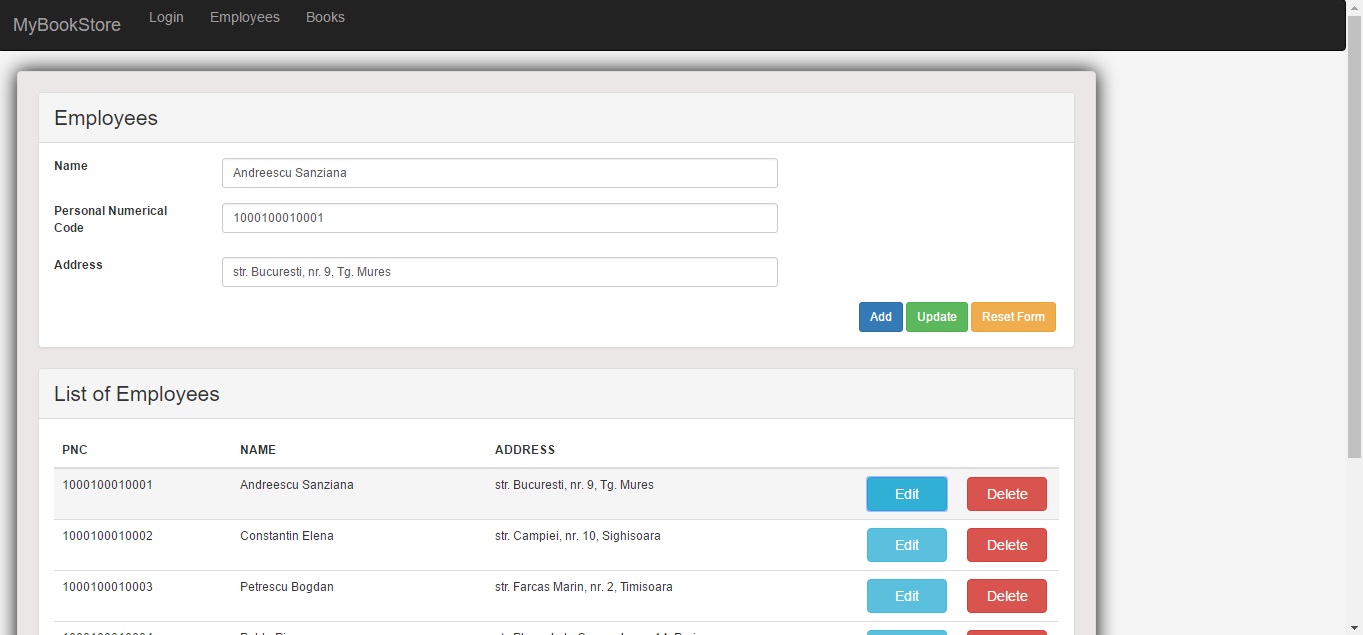 MyBookStore Login Employees Books
Employees
Name Andreescu Sanziana
Personal Numerical Code 1000100010001
Address str. Bucuresti, nr. 9, Tg. Mures
Add Update Reset Form
List of Employees
PNC NAME ADDRESS
1000100010001 Andreescu Sanziana str. Bucuresti, nr. 9, Tg. Mures Edit Delete
1000100010002 Constantin Elena str. Campiei, nr. 10, Sighisoara Edit Delete
1000100010003 Petrescu Bogdan str. Farcas Marin, nr. 2, Timisoara Edit Delete